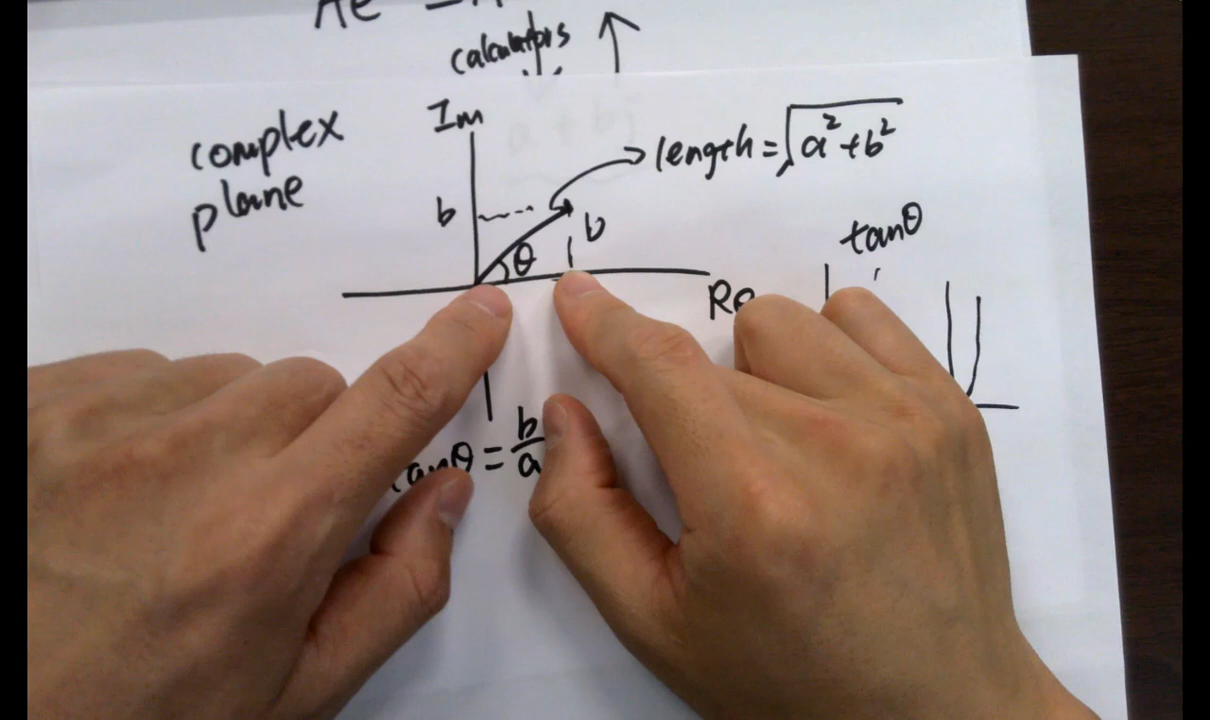 calculators
complex
plane
Im
length = √a² + b²
b
b
θ
tanθ
Re
tanθ = b/a